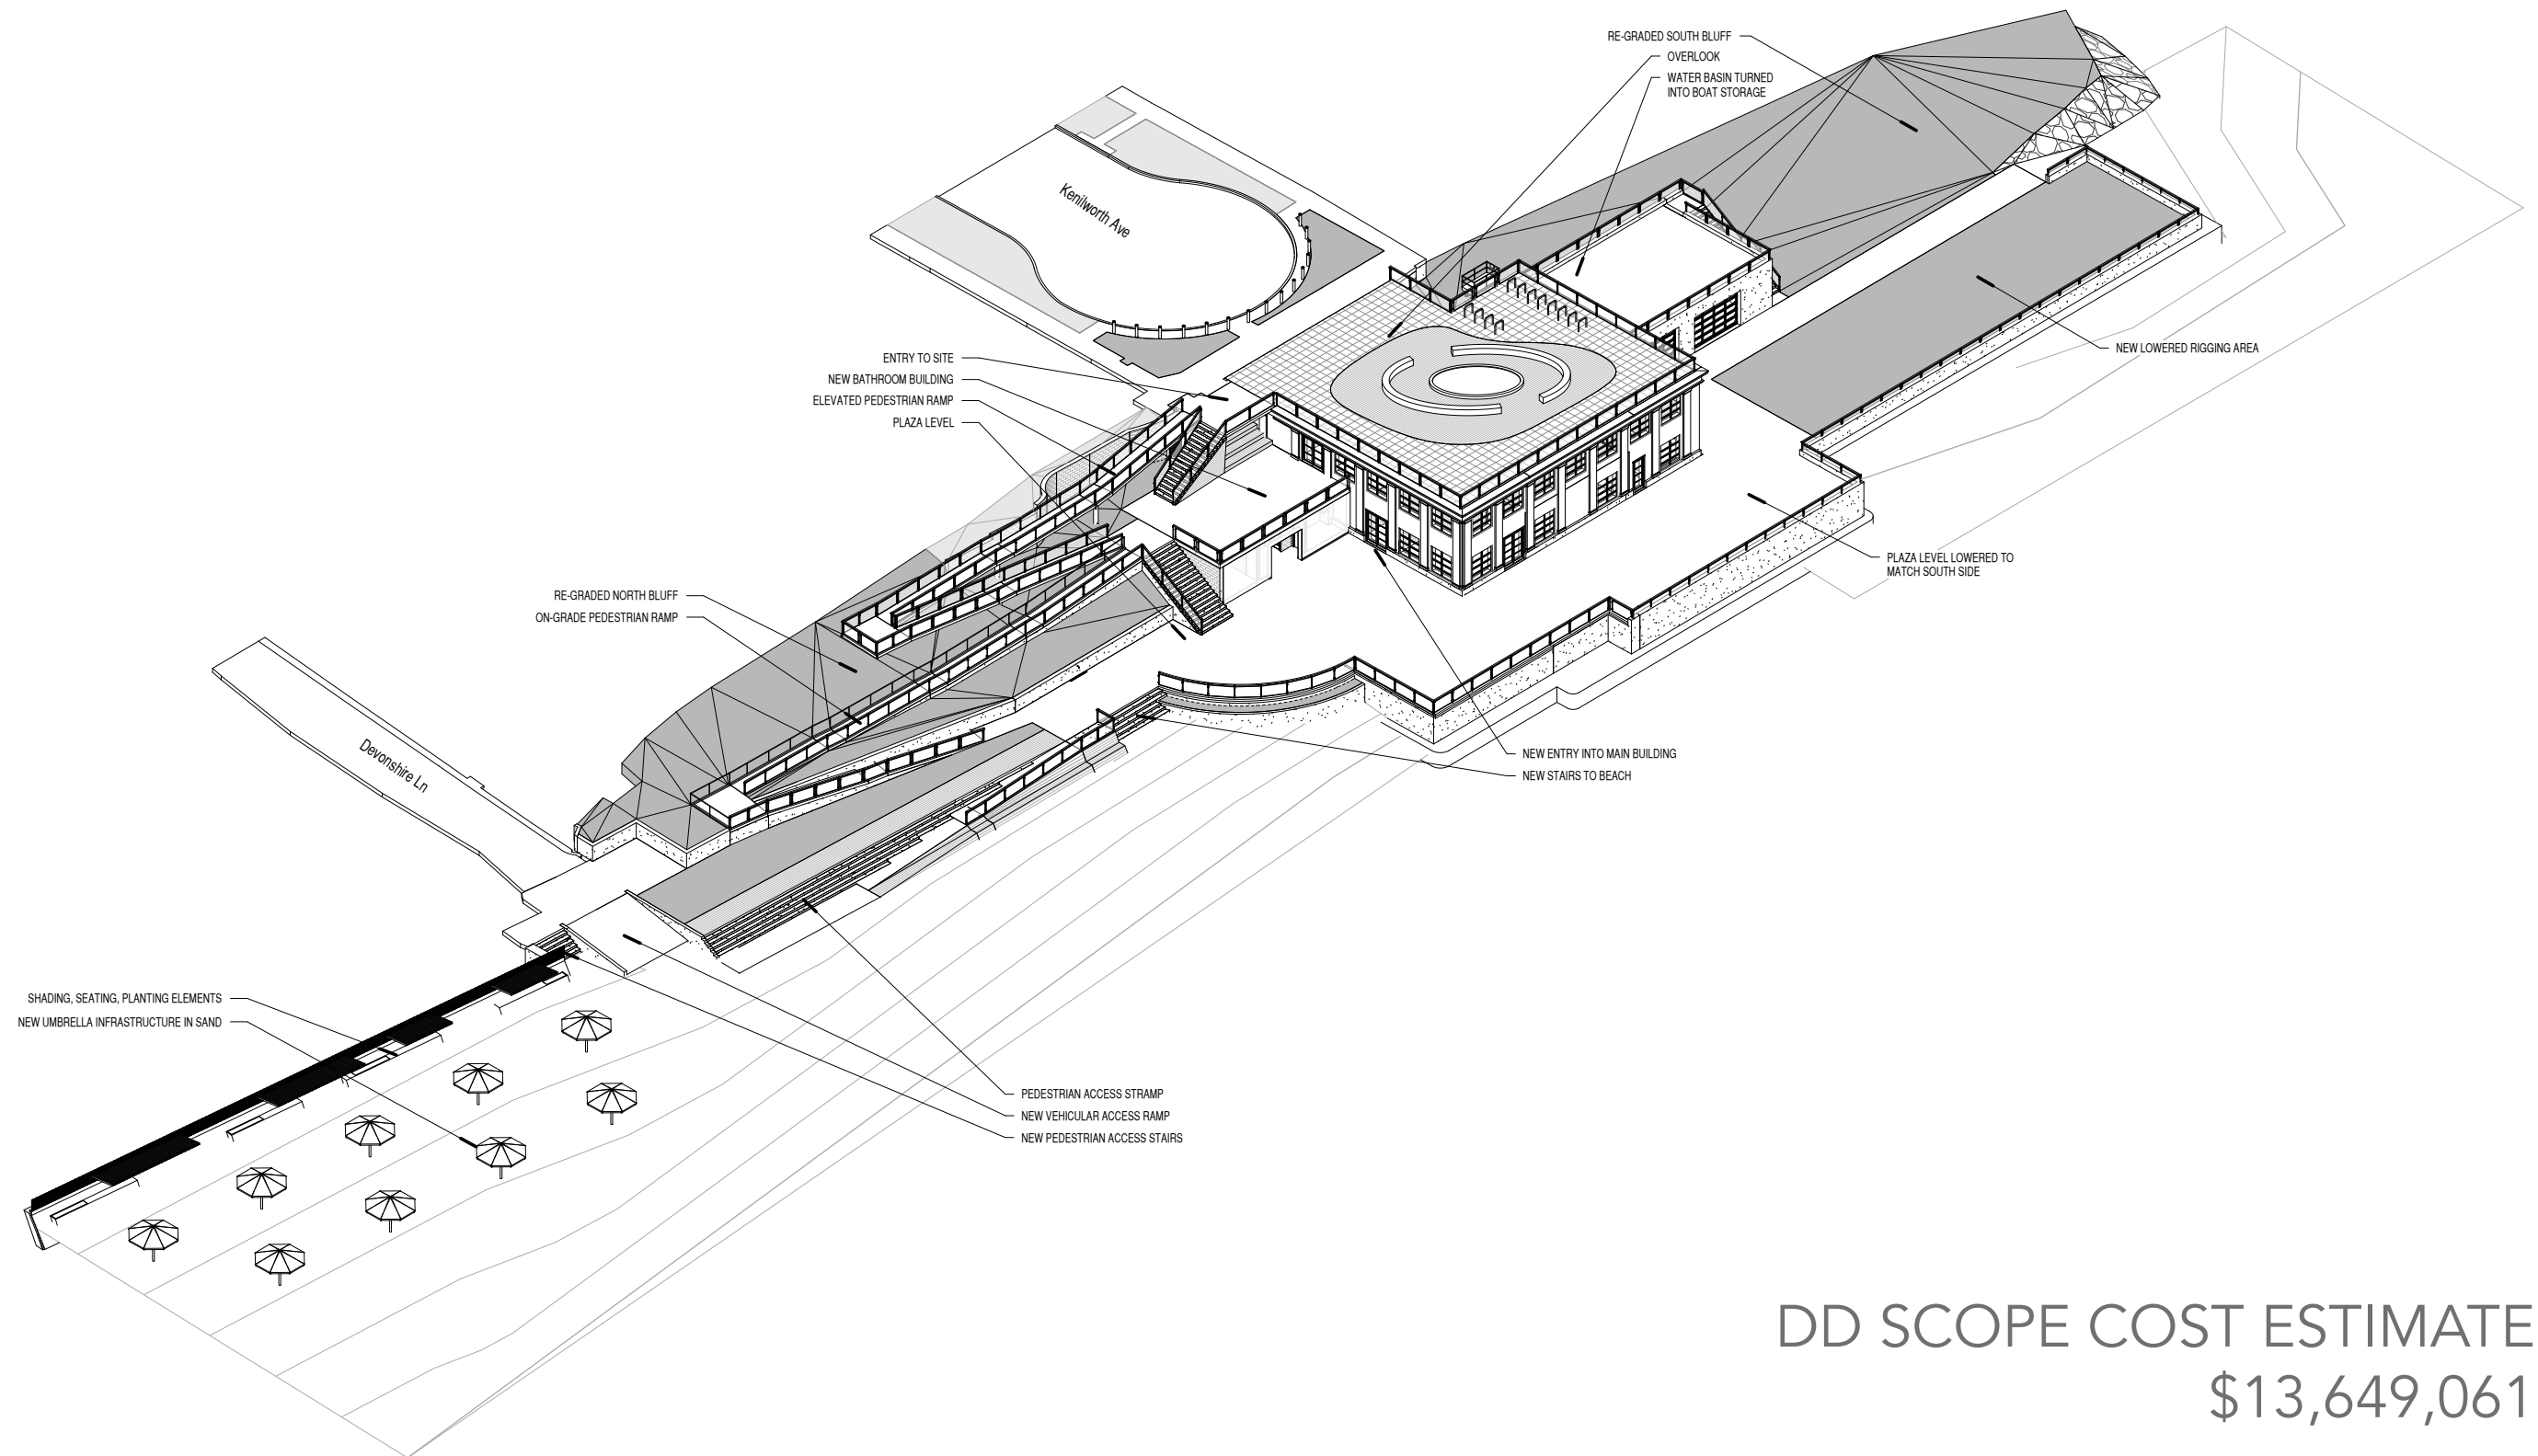 RE-GRADED SOUTH BLUFF
OVERLOOK
WATER BASIN TURNED
INTO BOAT STORAGE
Kenilworth Ave
ENTRY TO SITE
NEW BATHROOM BUILDING
ELEVATED PEDESTRIAN RAMP
PLAZA LEVEL
NEW LOWERED RIGGING AREA
PLAZA LEVEL LOWERED TO
MATCH SOUTH SIDE
RE-GRADED NORTH BLUFF
ON-GRADE PEDESTRIAN RAMP
Devonshire Ln
NEW ENTRY INTO MAIN BUILDING
NEW STAIRS TO BEACH
SHADING, SEATING, PLANTING ELEMENTS
NEW UMBRELLA INFRASTRUCTURE IN SAND
PEDESTRIAN ACCESS STRAMP
NEW VEHICULAR ACCESS RAMP
NEW PEDESTRIAN ACCESS STAIRS
DD SCOPE COST ESTIMATE
$13,649,061